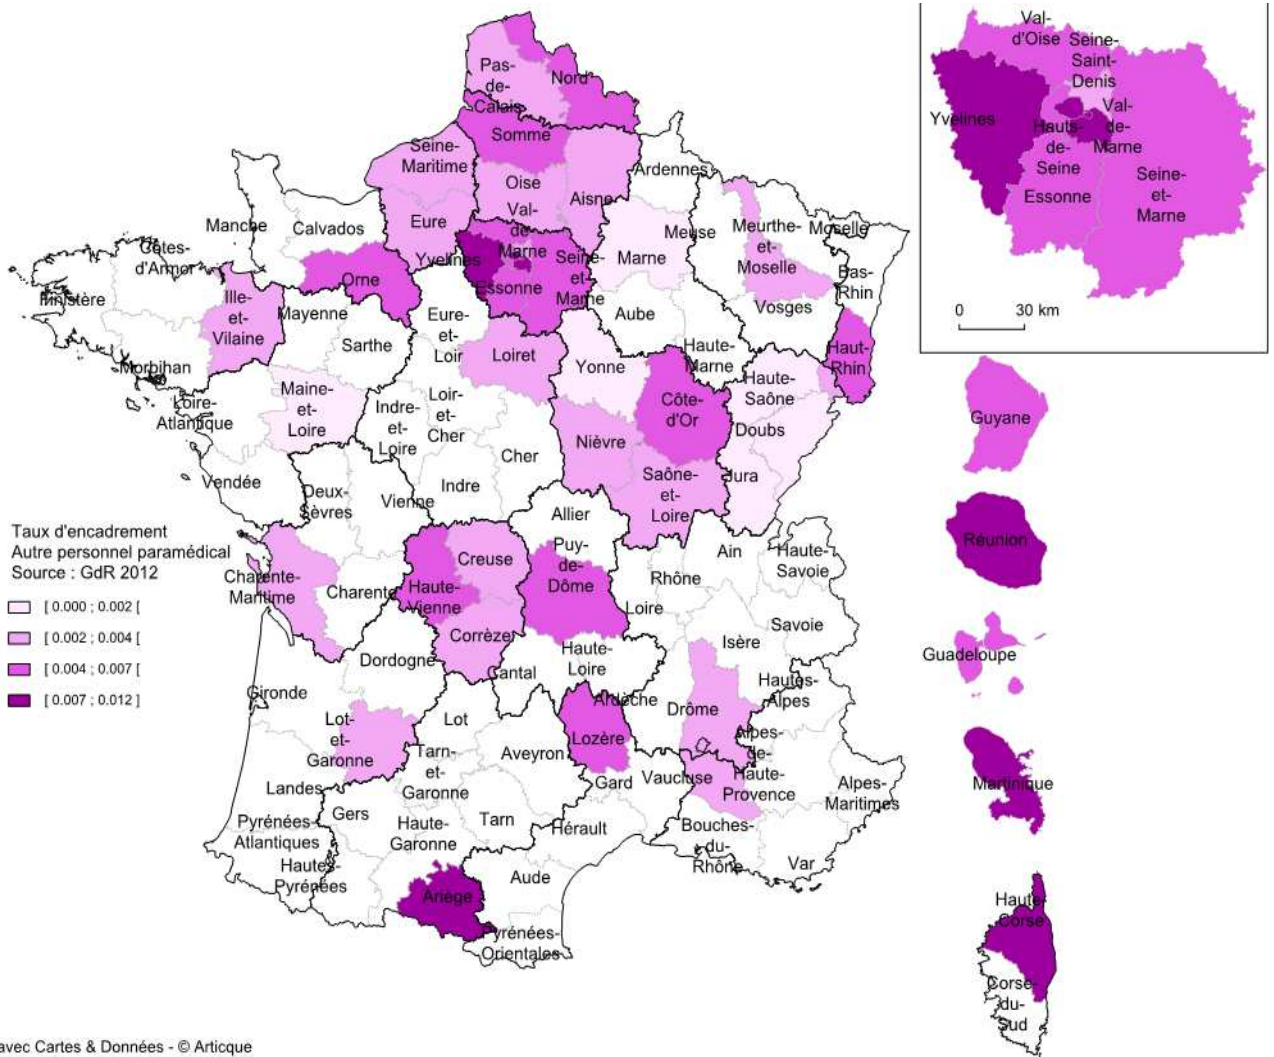 Val-
d'Oise
Seine-
Saint-
Denis
Yvelines
Val-
de-
Marne
Hauts-
de-
Seine
Essonne
Seine-
et-
Marne
0 30 km
Pas-
de-
Calais
Nord
Somme
Seine-
Maritime
Oise
Aisne
Ardennes
Eure
Val-
de-
Marne
Manche
Calvados
Meuse
Meurthe-
et-
Moselle
Moselle
Marne
Côtes-
d'Armor
Orne
Yvelines
Seine-
et-
Marne
Essonne
Bas-
Rhin
Finistère
Ille-
et-
Vilaine
Mayenne
Eure-
et-
Loir
Aube
Vosges
Sarthe
Loiret
Yonne
Haute-
Marne
Haut-
Rhin
Haute-
Saône
Morbihan
Maine-
et-
Loire
Loir-
et-
Cher
Côte-
d'Or
Guyane
Loire-
Atlantique
Indre-
et-
Loire
Nièvre
Doubs
Cher
Vendée
Indre
Saône-
et-
Loire
Jura
Deux-
Sèvres
Vienne
Allier
Taux d'encadrement
Autre personnel paramédical
Source : GdR 2012
[ 0.000 ; 0.002 [
[ 0.002 ; 0.004 [
[ 0.004 ; 0.007 [
[ 0.007 ; 0.012 [
Réunion
Puy-
de-
Dôme
Ain
Haute-
Savoie
Creuse
Rhône
Charente-
Maritime
Charente
Haute-
Vienne
Loire
Savoie
Corrèze
Isère
Guadeloupe
Dordogne
Haute-
Loire
Cantal
Hautes-
Alpes
Gironde
Ardèche
Drôme
Lot-
et-
Garonne
Lot
Lozère
Alpes-
de-
Haute-
Provence
Aveyron
Tarn-
et-
Garonne
Gard
Vaucluse
Alpes-
Maritimes
Martinique
Landes
Gers
Haute-
Garonne
Tarn
Hérault
Bouches-
du-
Rhône
Pyrénées-
Atlantiques
Var
Hautes-
Pyrénées
Aude
Ariège
Haute-
Corse
Pyrénées-
Orientales
Corse-
du-
Sud
avec Cartes & Données - © Articque